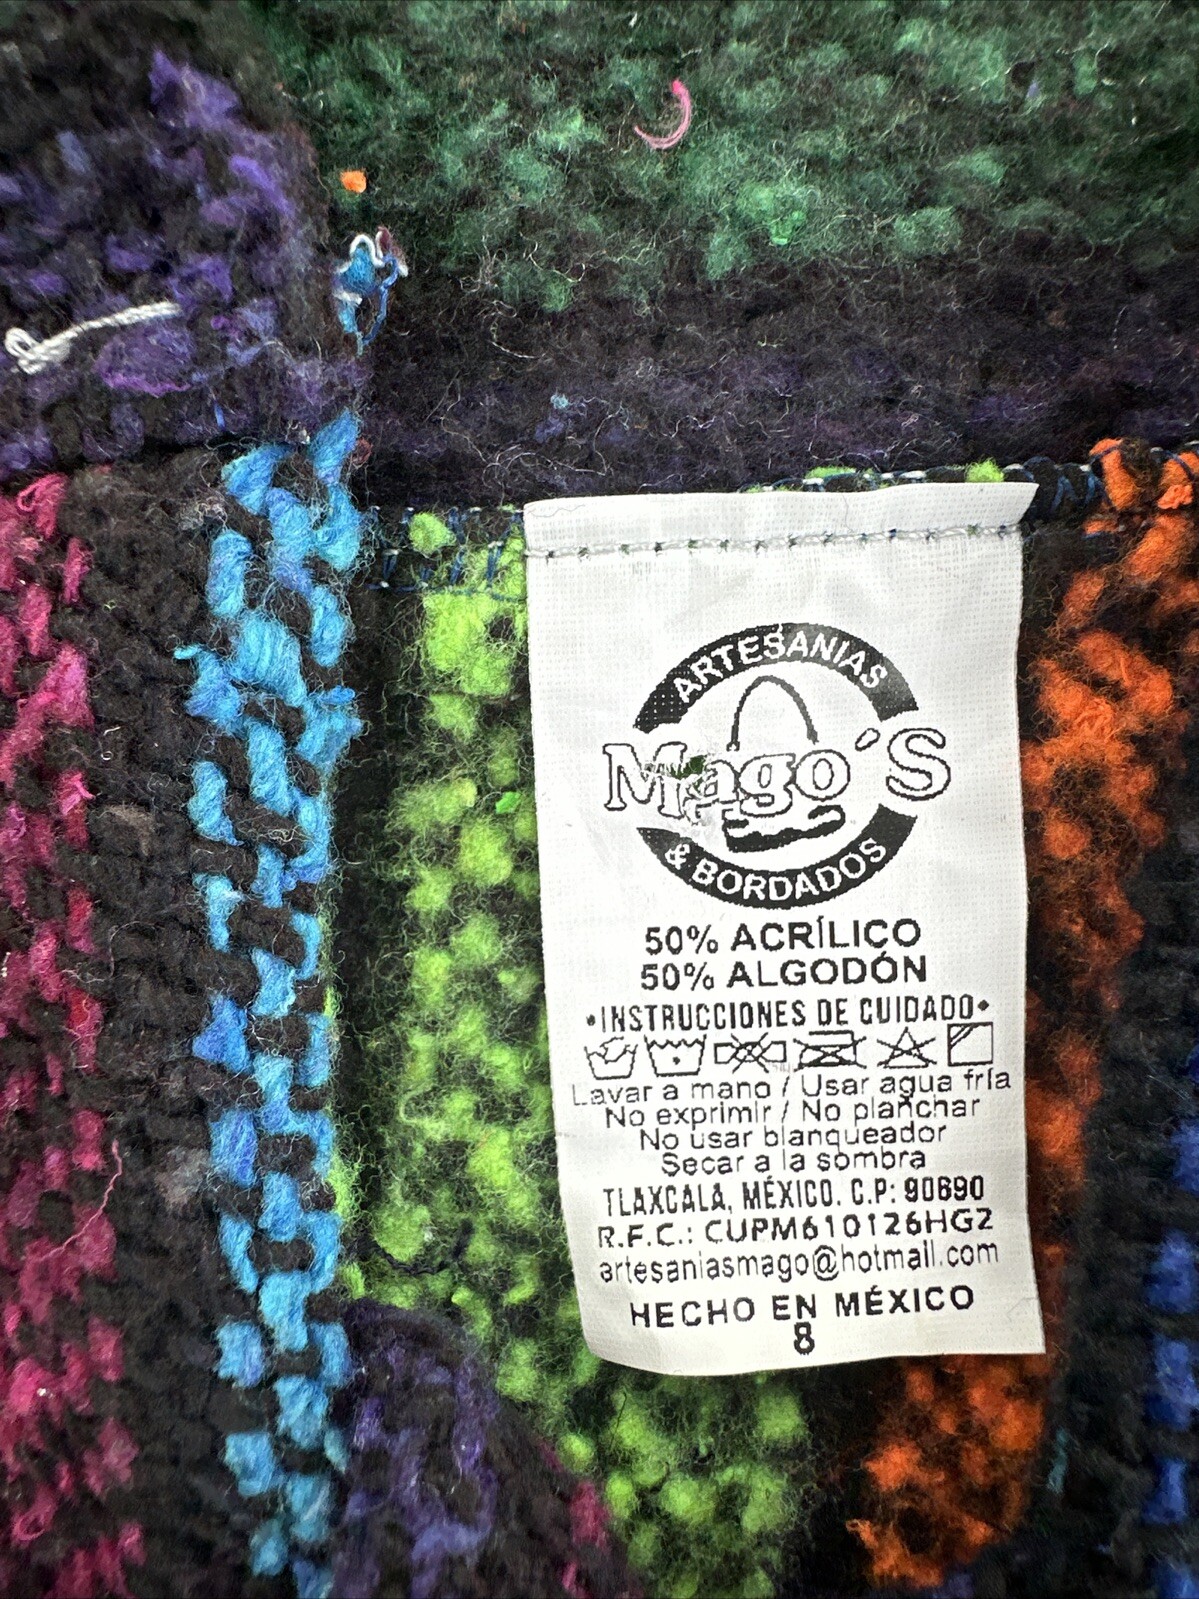 ARTESANIAS
Mago´S
& BORDADOS
50% ACRÍLICO
50% ALGODÓN
•INSTRUCCIONES DE CUIDADO•
Lavar a mano / Usar agua fría
No exprimir / No planchar
No usar blanqueador
Secar a la sombra
TLAXCALA, MÉXICO. C.P: 90690
R.F.C.: CUPM610126HG2
artesaniasmago@hotmail.com
HECHO EN MÉXICO
8